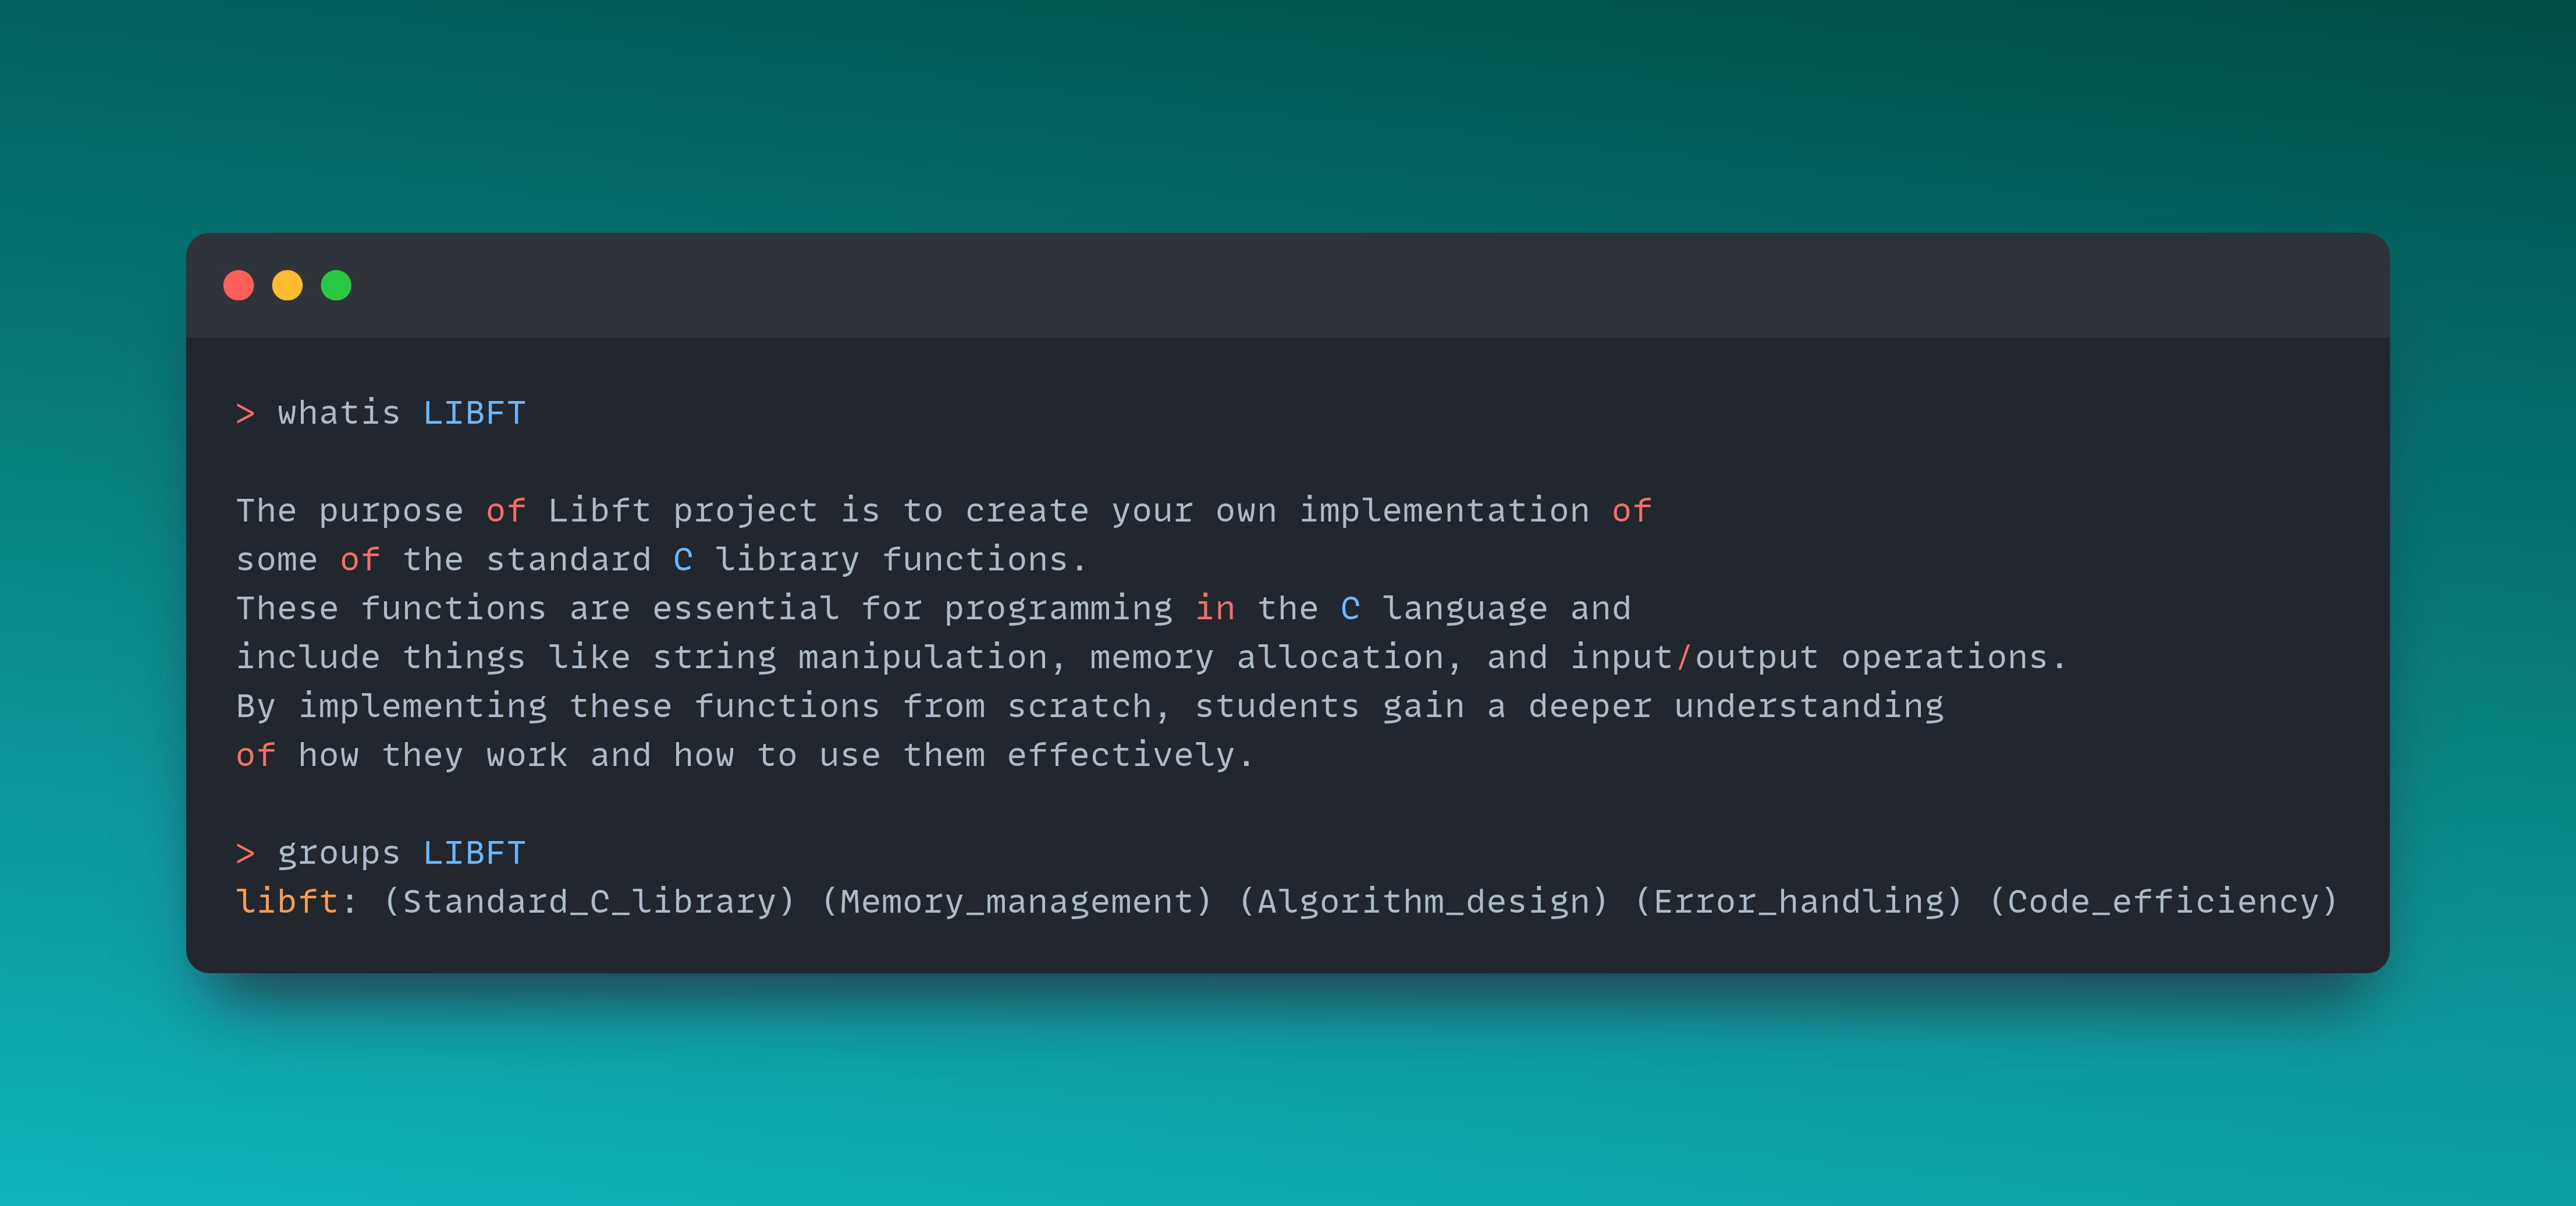 > whatis LIBFT
The purpose of Libft project is to create your own implementation of
some of the standard C library functions.
These functions are essential for programming in the C language and
include things like string manipulation, memory allocation, and input/output operations.
By implementing these functions from scratch, students gain a deeper understanding
of how they work and how to use them effectively.
> groups LIBFT
libft: (Standard_C_library) (Memory_management) (Algorithm_design) (Error_handling) (Code_efficiency)